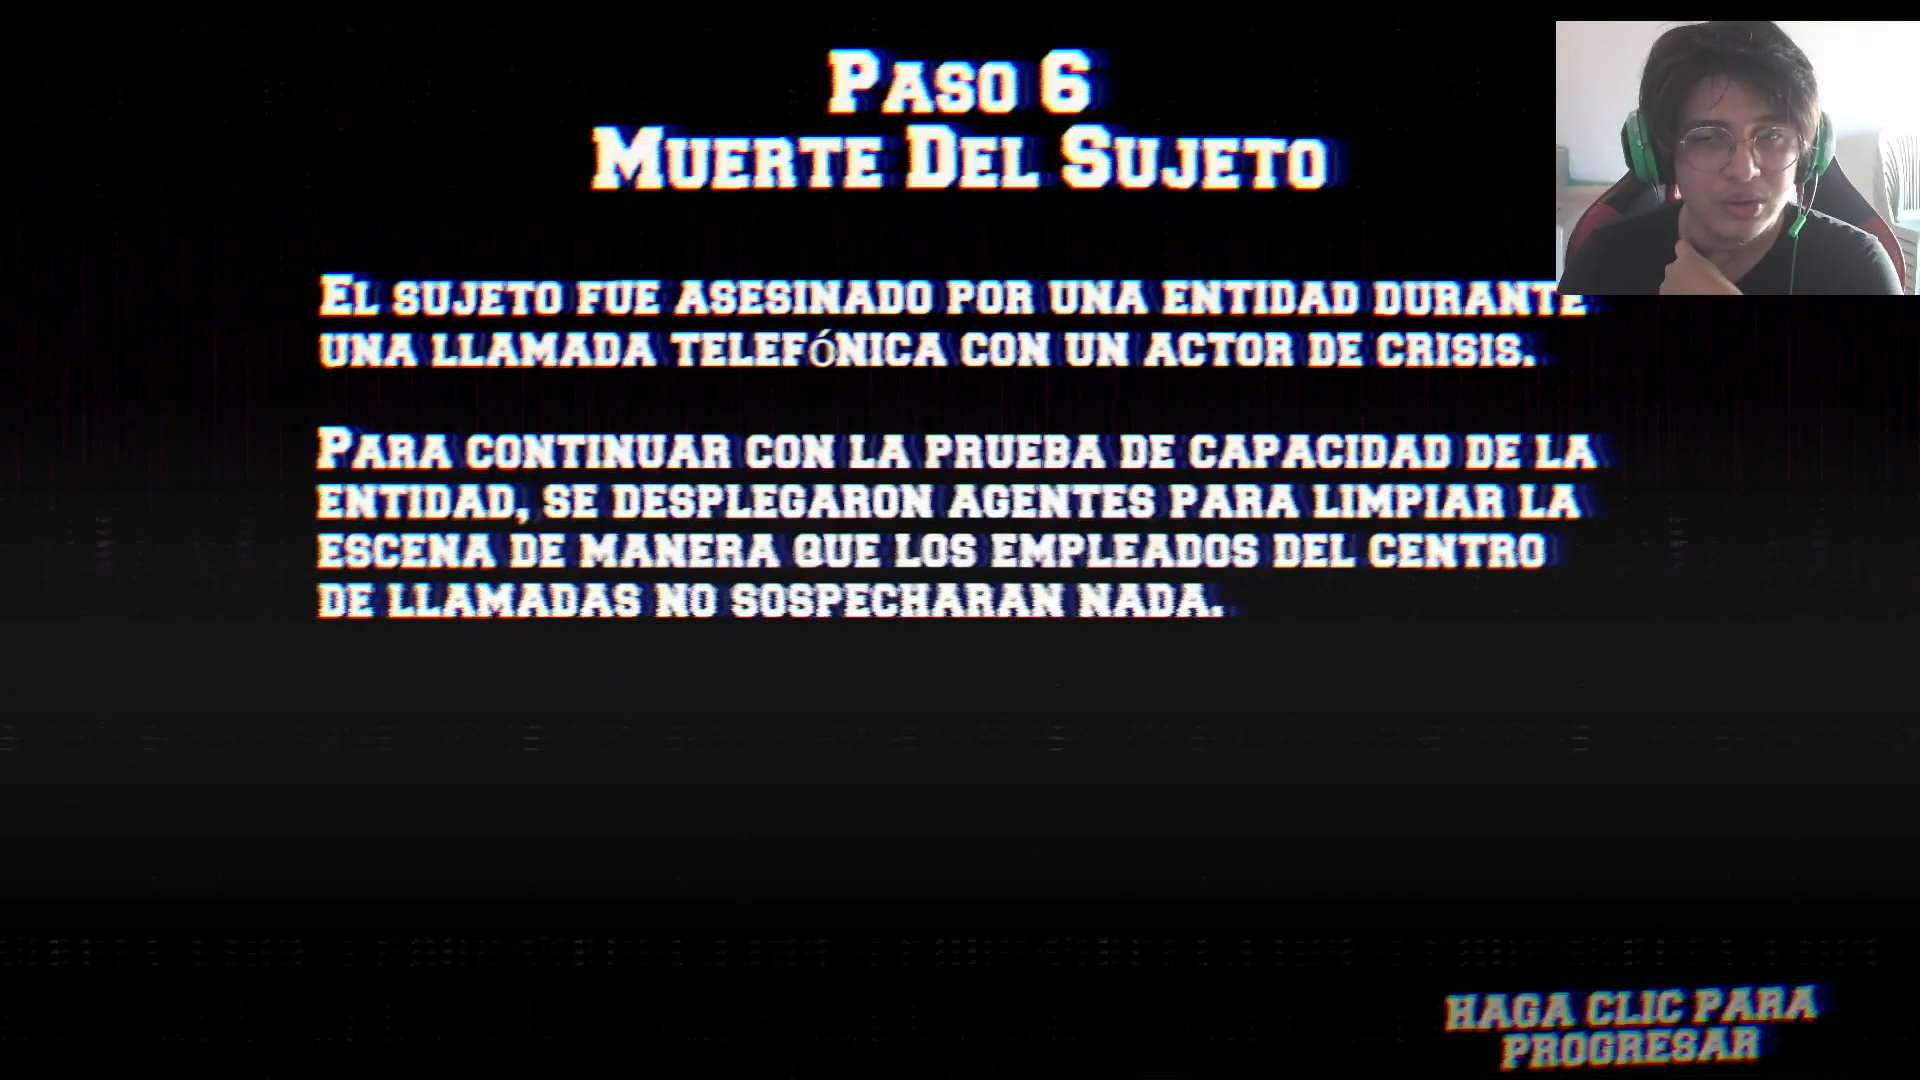 Paso 6
Muerte Del Sujeto
El sujeto fue asesinado por una entidad durante
una llamada telefónica con un actor de crisis.
Para continuar con la prueba de capacidad de la
entidad, se desplegaron agentes para limpiar la
escena de manera que los empleados del centro
de llamadas no sospecharan nada.
HAGA CLIC PARA
PROGRESAR